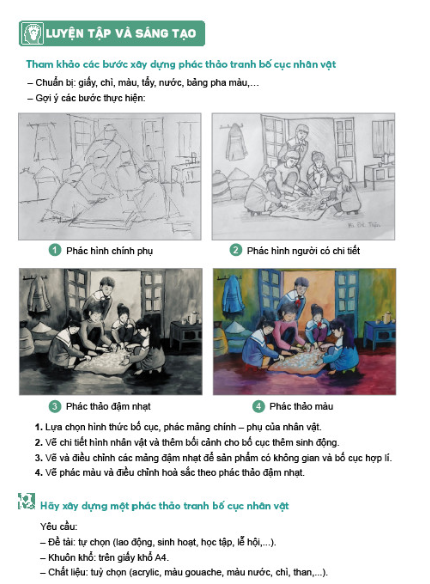 LUYỆN TẬP VÀ SÁNG TẠO
Tham khảo các bước xây dựng phác thảo tranh bố cục nhân vật
– Chuẩn bị: giấy, chì, màu, tẩy, nước, bảng pha màu,...
– Gợi ý các bước thực hiện:
1 Phác hình chính phụ
2 Phác hình người có chi tiết
3 Phác thảo đậm nhạt
4 Phác thảo màu
1. Lựa chọn hình thức bố cục, phác mảng chính – phụ của nhân vật.
2. Vẽ chi tiết hình nhân vật và thêm bối cảnh cho bố cục thêm sinh động.
3. Vẽ và điều chỉnh các mảng đậm nhạt để sản phẩm có không gian và bố cục hợp lí.
4. Vẽ phác màu và điều chỉnh hoà sắc theo phác thảo đậm nhạt.
Hãy xây dựng một phác thảo tranh bố cục nhân vật
Yêu cầu:
– Đề tài: tự chọn (lao động, sinh hoạt, học tập, lễ hội,...).
– Khuôn khổ: trên giấy khổ A4.
– Chất liệu: tuỳ chọn (acrylic, màu gouache, màu nước, chì, than,...).